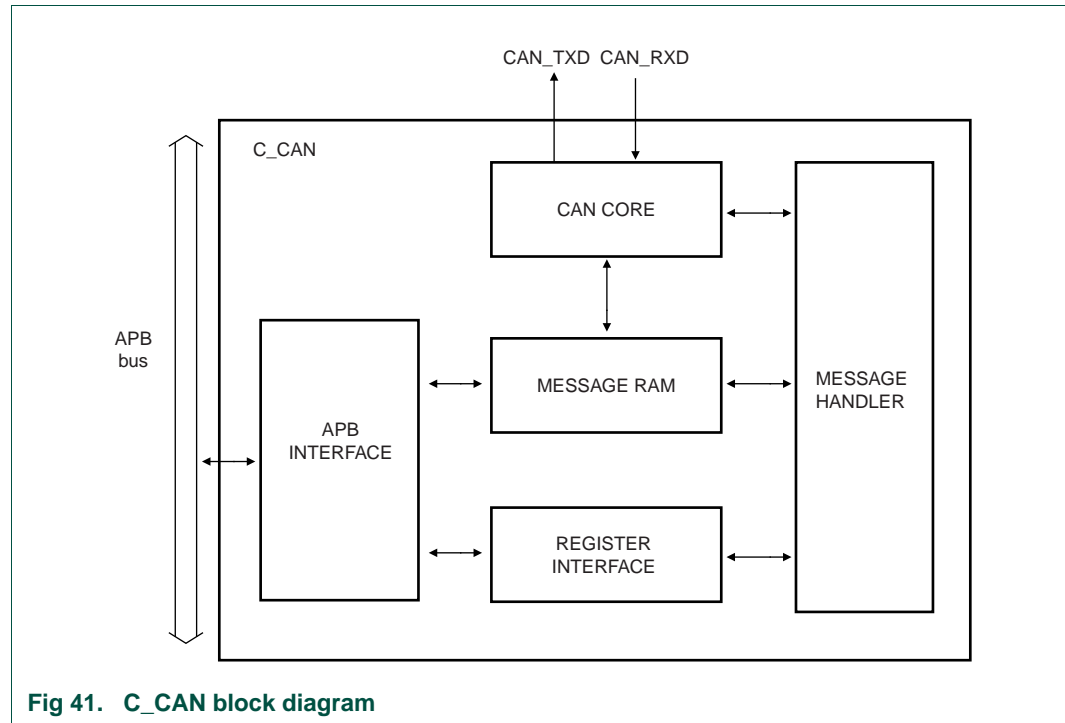 CAN_TXD CAN_RXD
C_CAN
CAN CORE
APB
bus
APB
INTERFACE
MESSAGE RAM
MESSAGE
HANDLER
REGISTER
INTERFACE
Fig 41. C_CAN block diagram